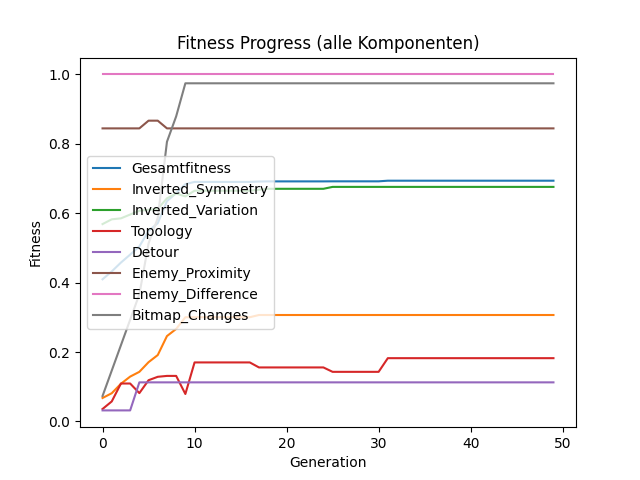 Fitness Progress (alle Komponenten)
1.0
0.8
0.6
0.4
0.2
0.0
Fitness
Gesamtfitness
Inverted_Symmetry
Inverted_Variation
Topology
Detour
Enemy_Proximity
Enemy_Difference
Bitmap_Changes
0 10 20 30 40 50
Generation